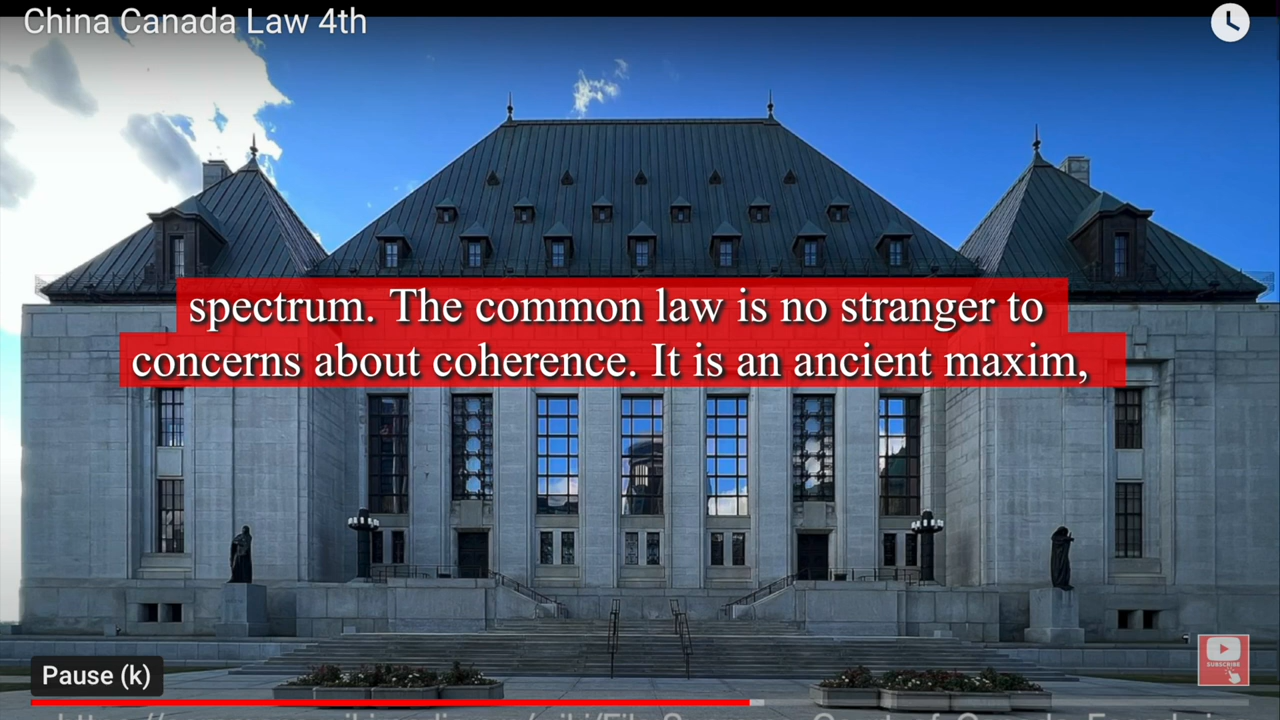 China Canada Law 4th
spectrum. The common law is no stranger to
concerns about coherence. It is an ancient maxim,
SUBSCRIBE
Pause (k)